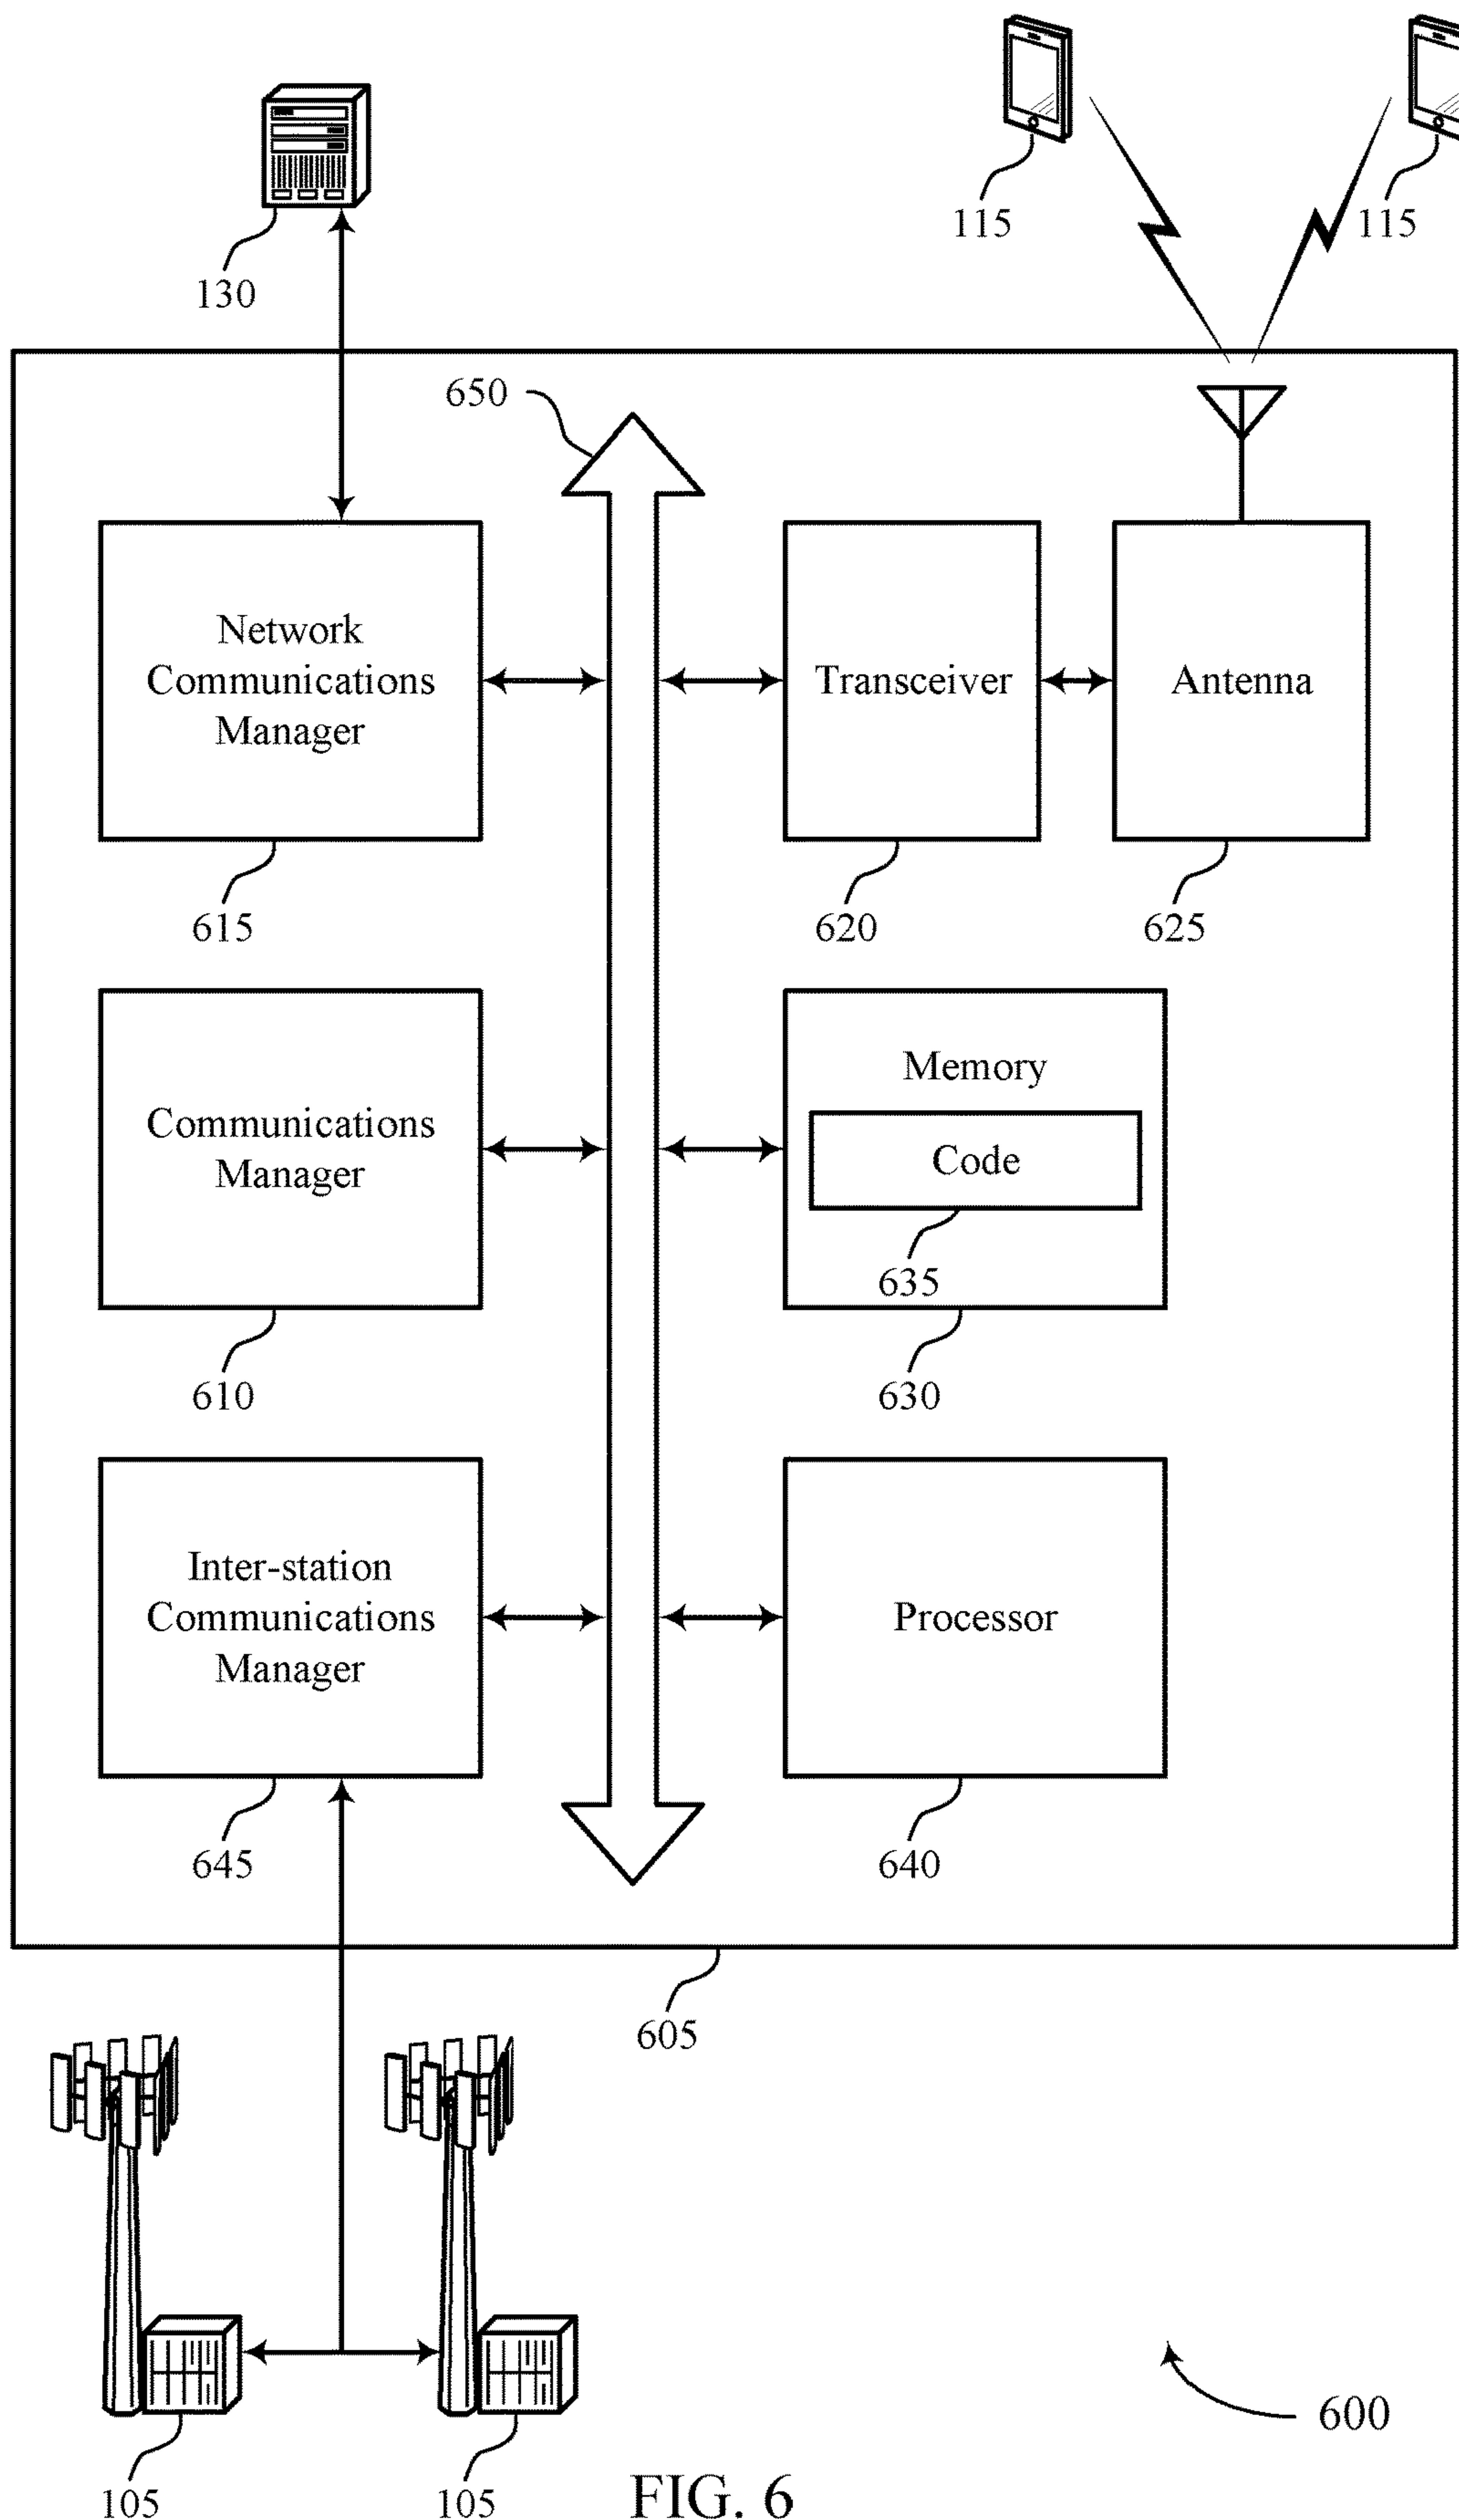 115
115
130
650
Network
Communications
Manager
Transceiver
Antenna
615
620
625
Communications
Manager
Memory
Code
635
610
630
Inter-station
Communications
Manager
Processor
645
640
605
600
105
105
FIG. 6